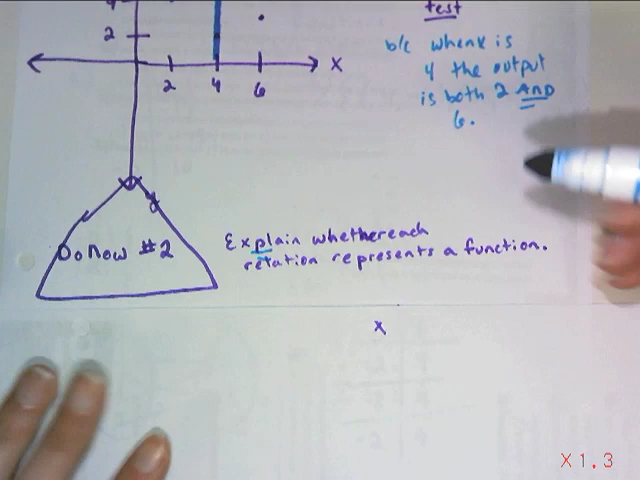 test
2
x
2 4 6
b/c when x is
4 the output
is both 2 AND
6.
Do Now #2
Explain whether each
relation represents a function.
x
X1.3